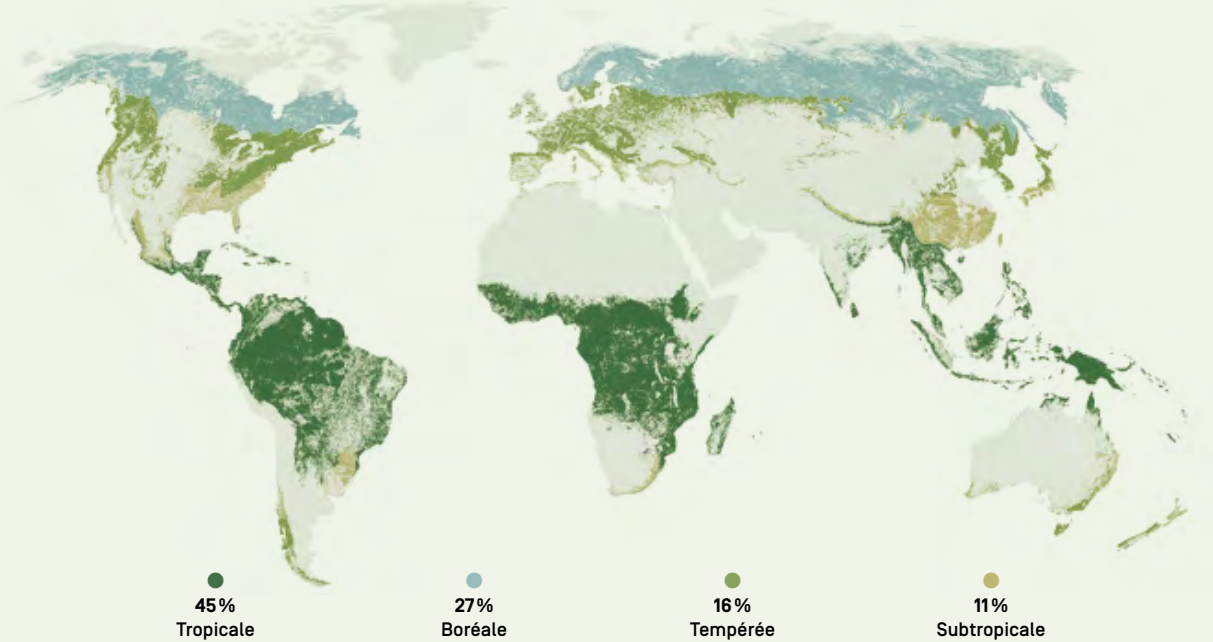 45 %
Tropicale
27 %
Boréale
16 %
Tempérée
11 %
Subtropicale